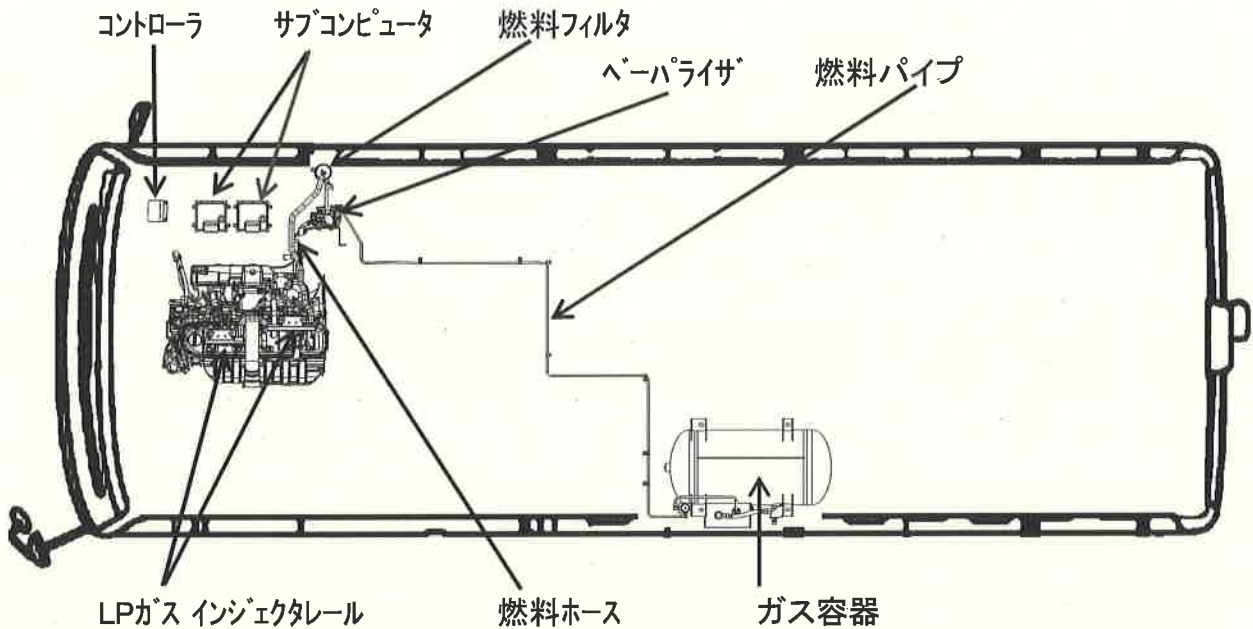 コントローラ
サブコンピュータ
燃料フィルタ
ベーパライザ
燃料パイプ
LPガス インジェクタレール
燃料ホース
ガス容器